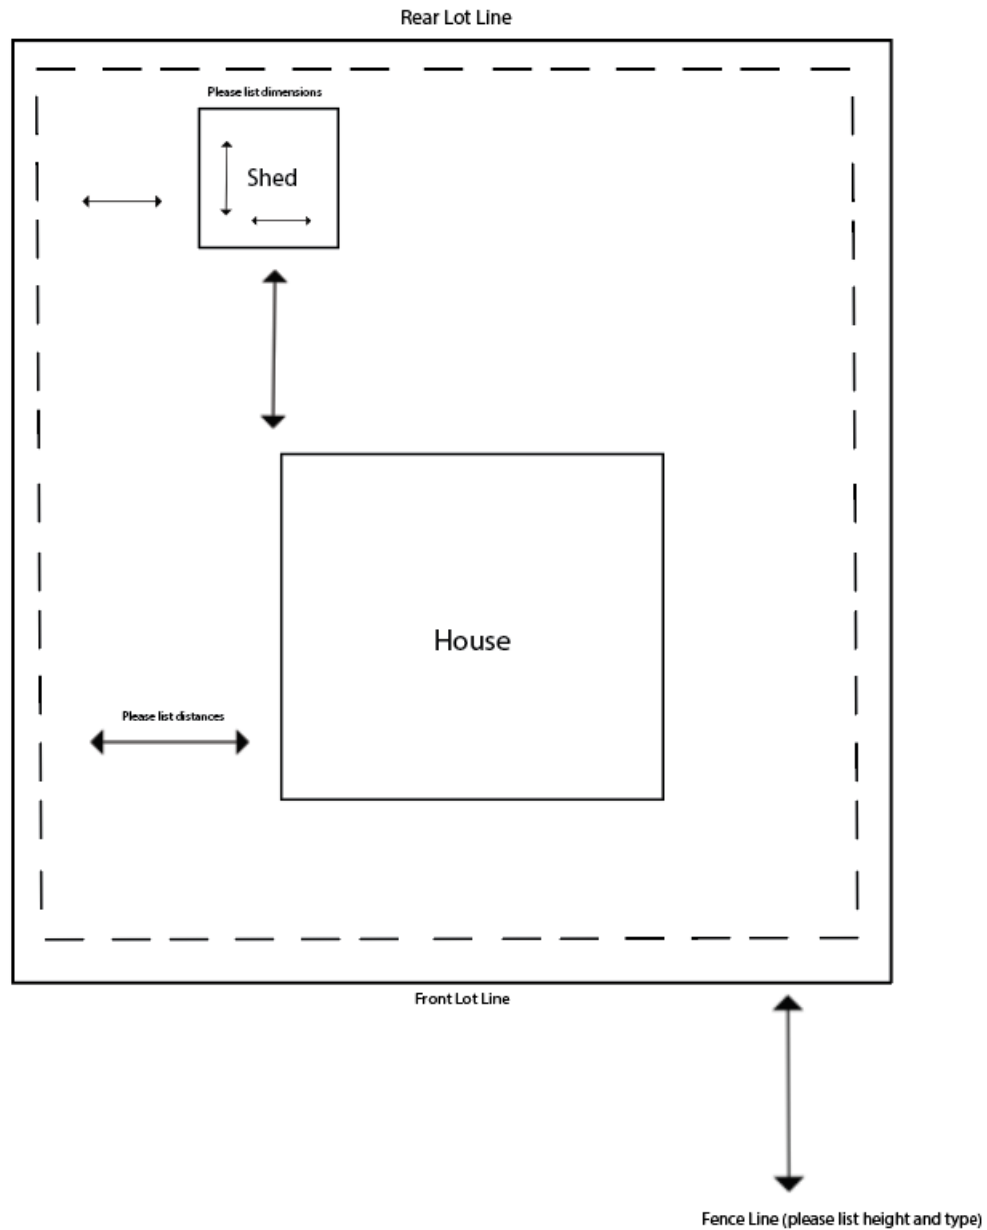 Rear Lot Line
Please list dimensions
Shed
House
Please list distances
Front Lot Line
Fence Line (please list height and type)